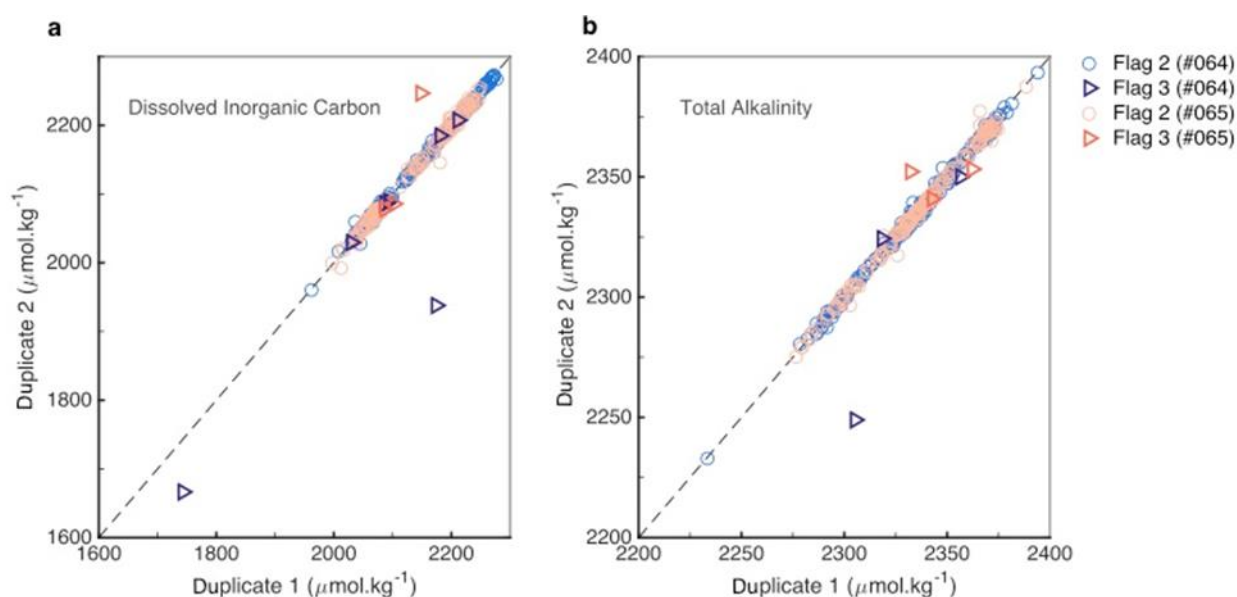 a
Dissolved Inorganic Carbon
Duplicate 2 (μmol.kg⁻¹)
2200
2000
1800
1600
1600 1800 2000 2200
Duplicate 1 (μmol.kg⁻¹)
b
Total Alkalinity
Duplicate 2 (μmol.kg⁻¹)
2400
2350
2300
2250
2200
2200 2250 2300 2350 2400
Duplicate 1 (μmol.kg⁻¹)
Flag 2 (#064)
Flag 3 (#064)
Flag 2 (#065)
Flag 3 (#065)